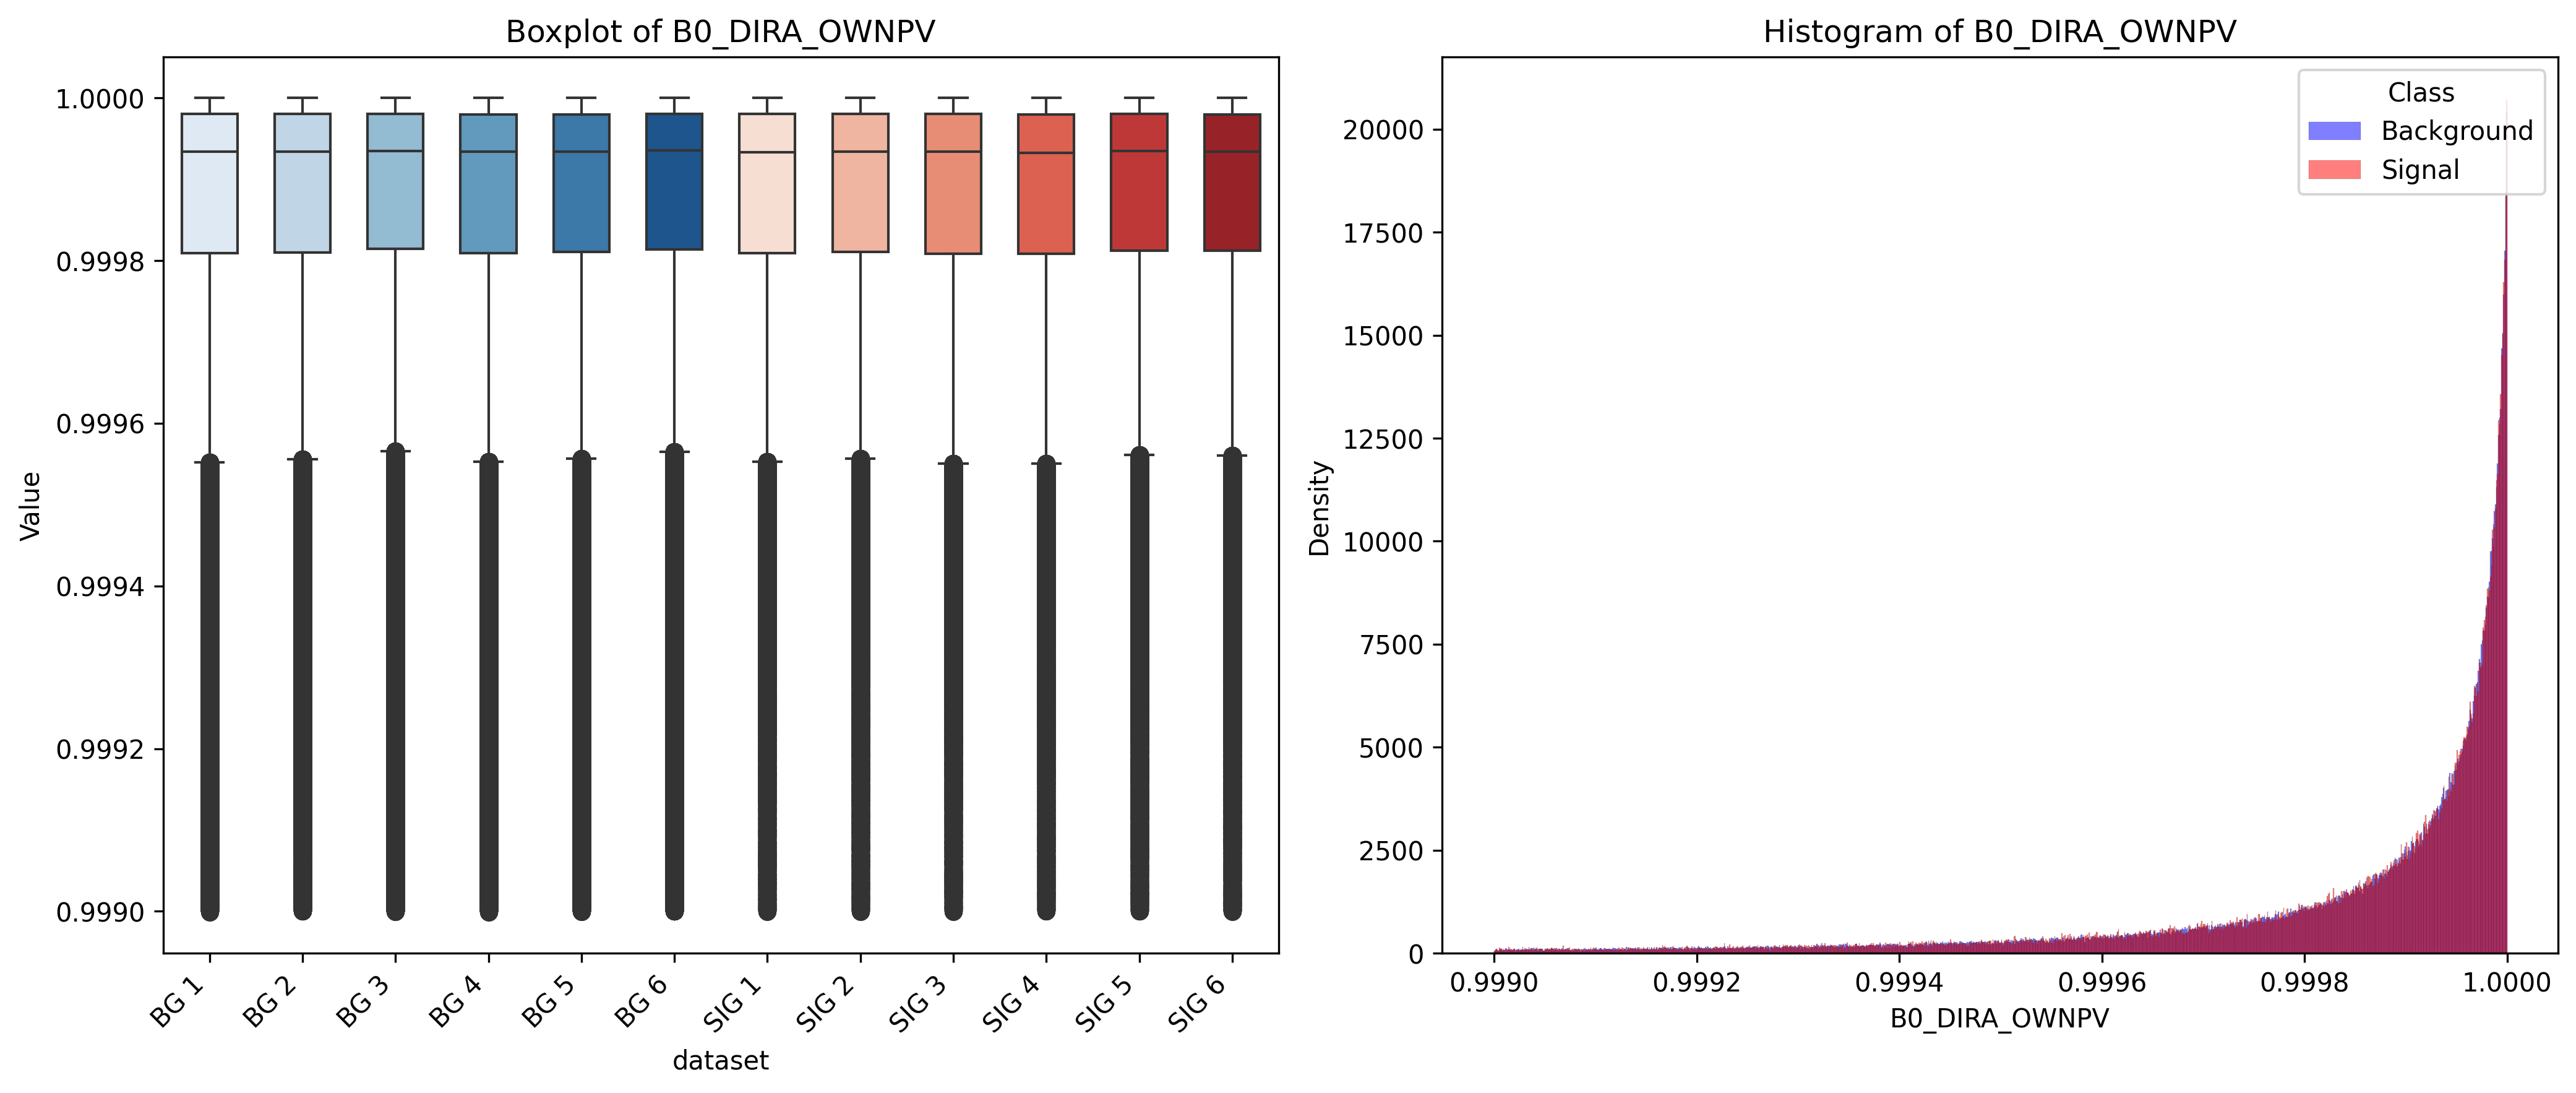 Boxplot of B0_DIRA_OWNPV
Value
1.0000
0.9998
0.9996
0.9994
0.9992
0.9990
BG 1
BG 2
BG 3
BG 4
BG 5
BG 6
SIG 1
SIG 2
SIG 3
SIG 4
SIG 5
SIG 6
dataset
Histogram of B0_DIRA_OWNPV
Class
Background
Signal
Density
20000
17500
15000
12500
10000
7500
5000
2500
0
0.9990
0.9992
0.9994
0.9996
0.9998
1.0000
B0_DIRA_OWNPV